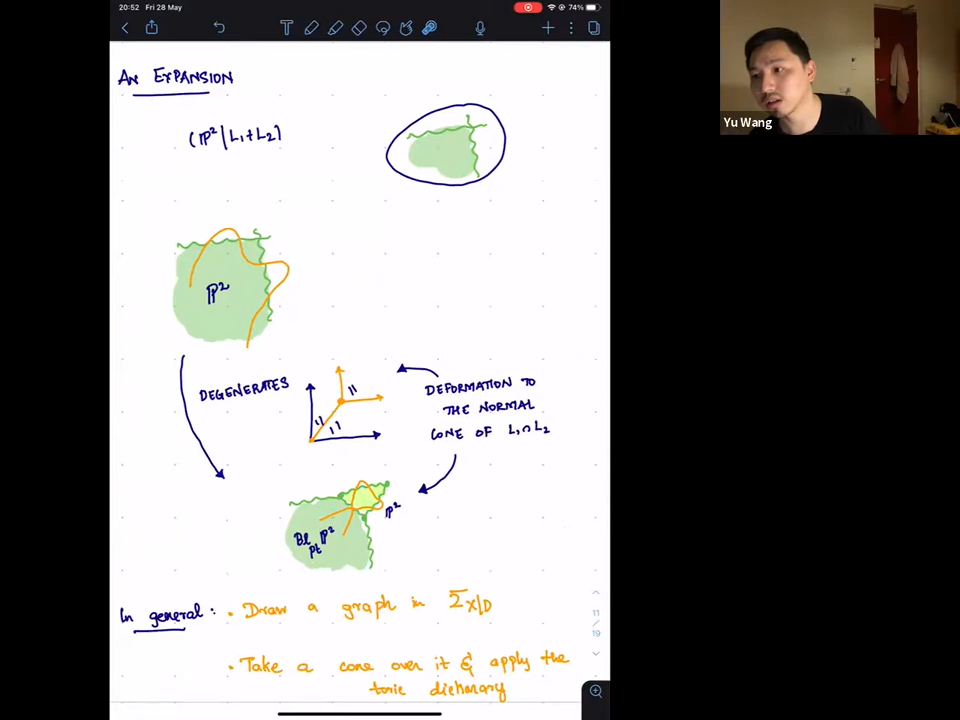 20:52 Fri 28 May
74%
AN EXPANSION
(ℙ² | L₁+L₂)
ℙ²
DEGENERATES
DEFORMATION TO
THE NORMAL
CONE OF L₁∩L₂
ℙ²
Bl_pt ℙ²
In general:
• Draw a graph in Σ_X|D
• Take a cone over it & apply the
toric dictionary
11
/
19
Yu Wang